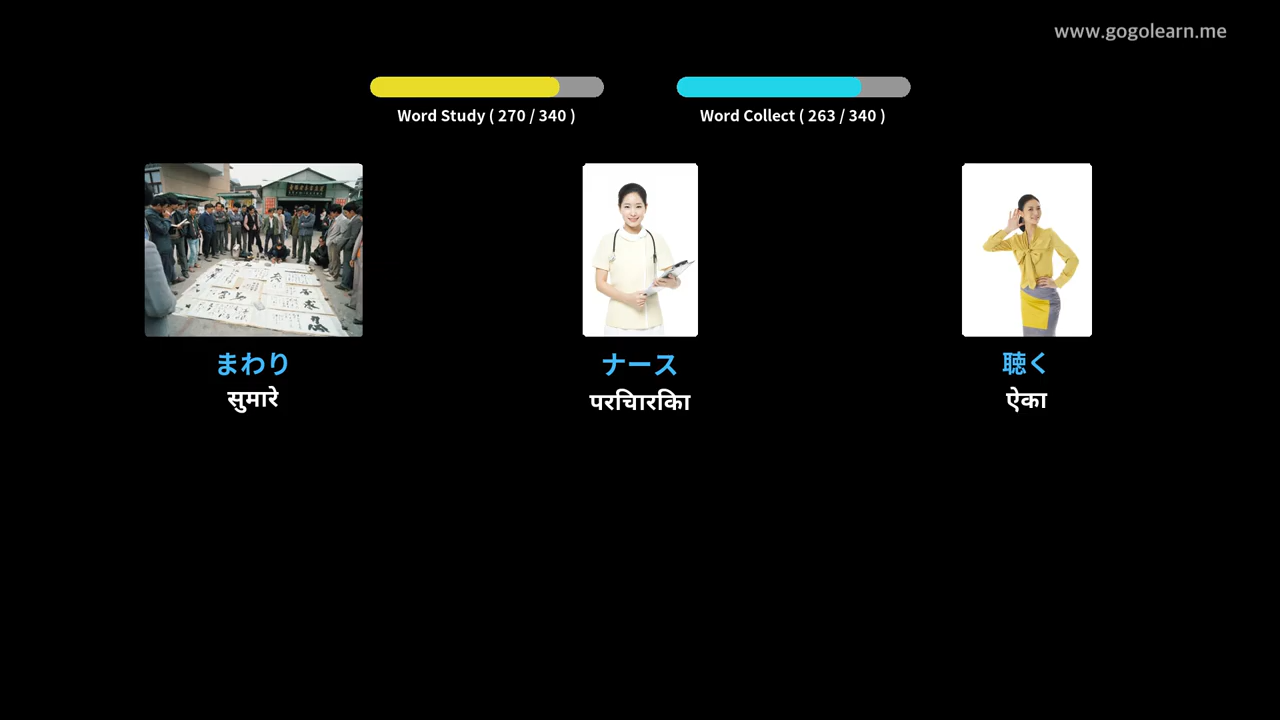 www.gogolearn.me
Word Study ( 270 / 340 )
Word Collect ( 263 / 340 )
まわり
ナース
聴く
सुमारे
परिचारिका
ऐका